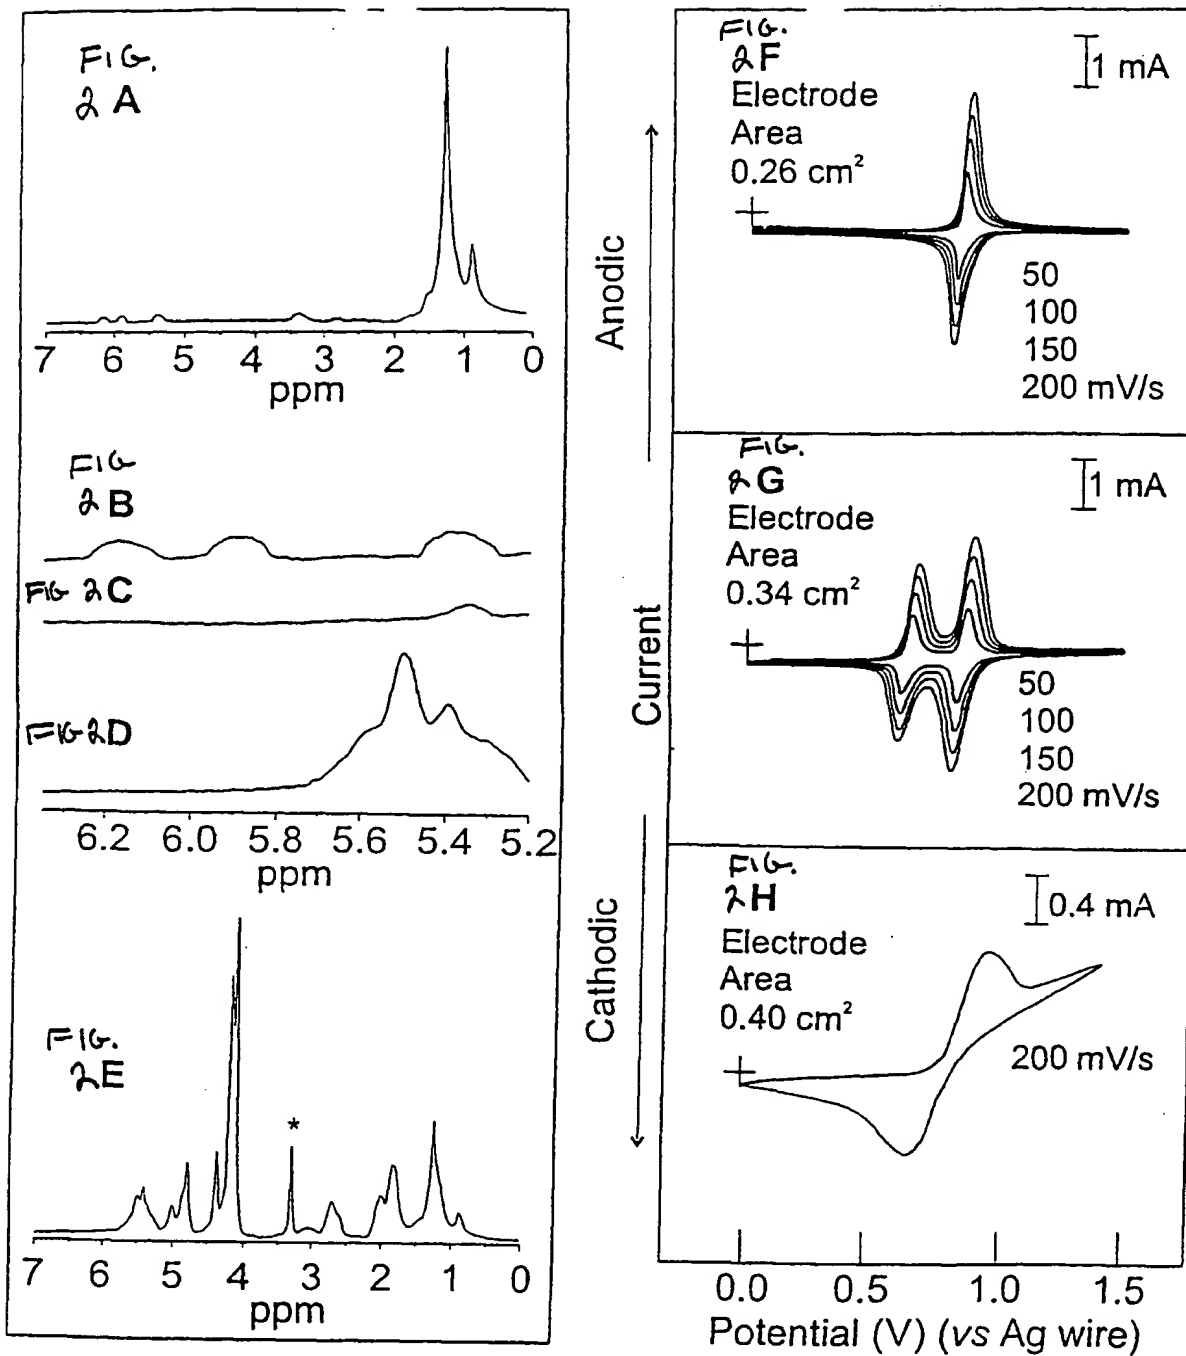 FIG.
2 A
7 6 5 4 3 2 1 0
ppm
FIG
2 B
FIG 2C
FIG 2D
6.2 6.0 5.8 5.6 5.4 5.2
ppm
FIG.
2E
*
7 6 5 4 3 2 1 0
ppm
Anodic
Current
Cathodic
FIG.
2F
Electrode
Area
0.26 cm²
1 mA
50
100
150
200 mV/s
FIG.
2G
Electrode
Area
0.34 cm²
1 mA
50
100
150
200 mV/s
FIG.
2H
Electrode
Area
0.40 cm²
0.4 mA
200 mV/s
0.0 0.5 1.0 1.5
Potential (V) (vs Ag wire)